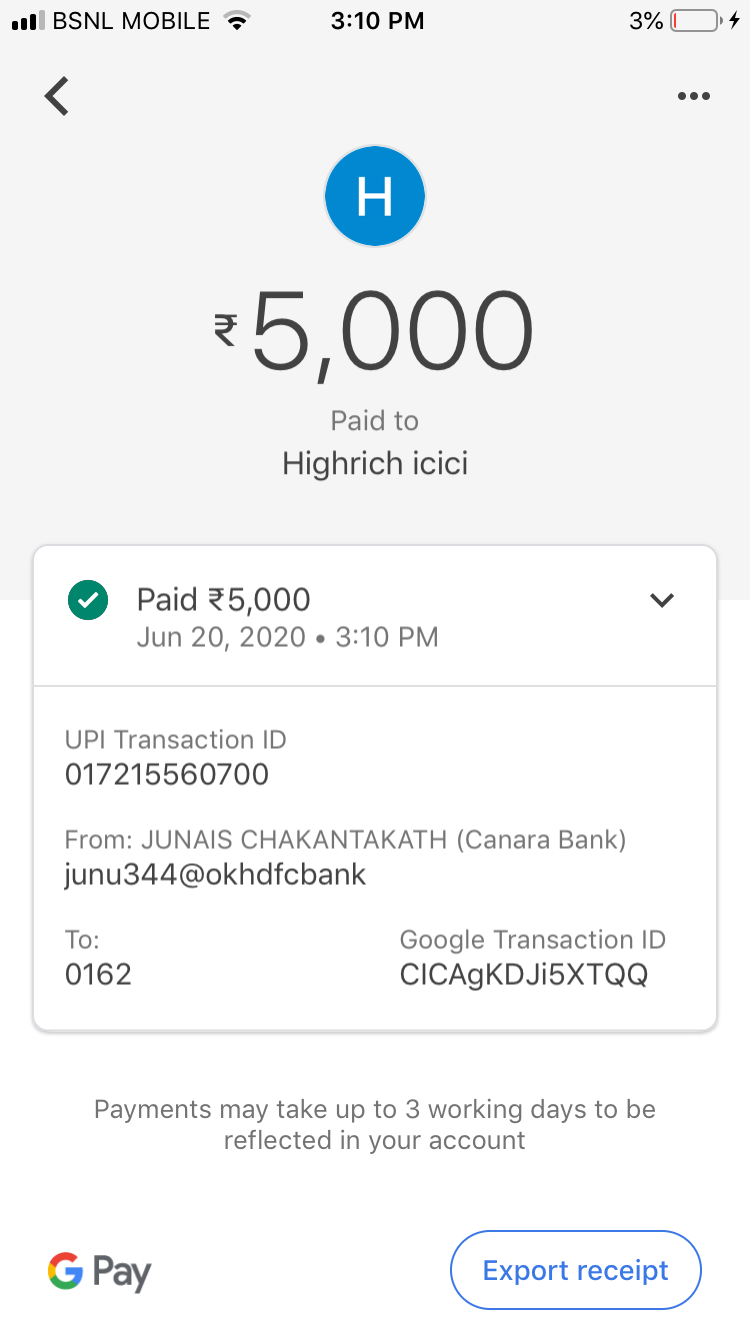 BSNL MOBILE 3:10 PM 3%
H
₹5,000
Paid to
Highrich icici
Paid ₹5,000
Jun 20, 2020 • 3:10 PM
UPI Transaction ID
017215560700
From: JUNAIS CHAKANTAKATH (Canara Bank)
junu344@okhdfcbank
To:
0162
Google Transaction ID
CICAgKDJi5XTQQ
Payments may take up to 3 working days to be
reflected in your account
G Pay
Export receipt